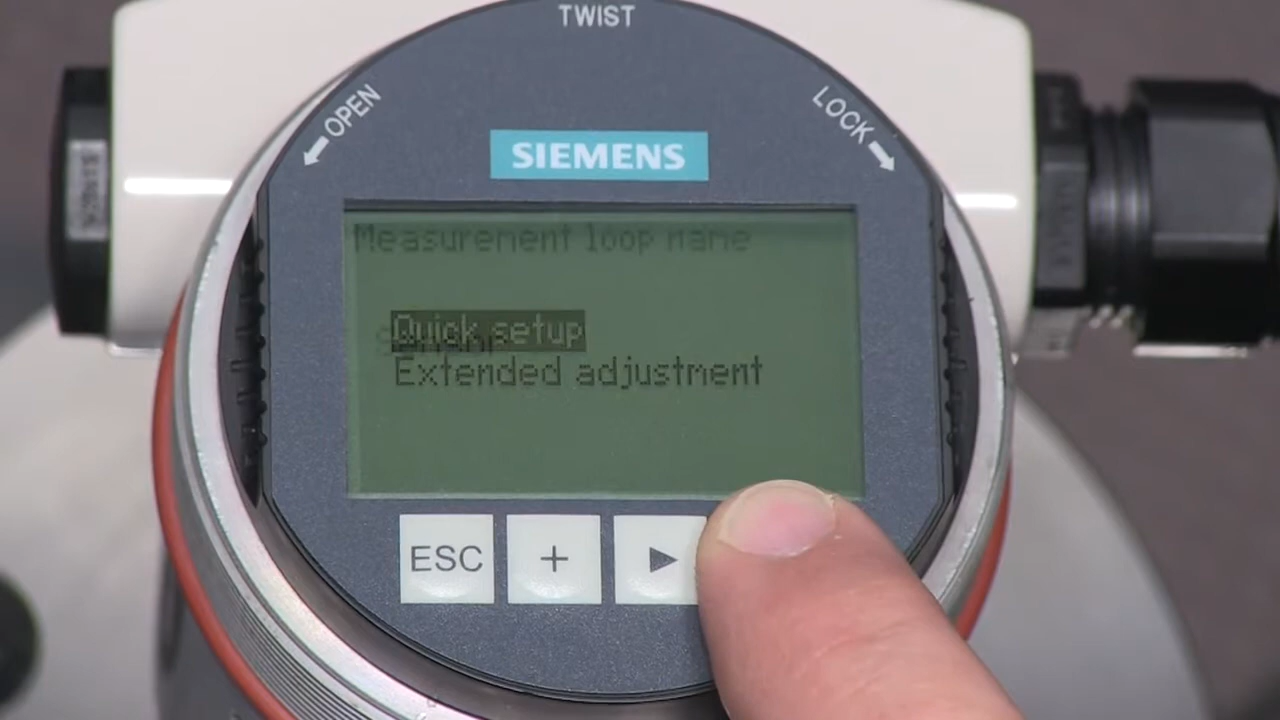 TWIST
OPEN
LOCK
SIEMENS
Measurement loop name
Quick setup
Extended adjustment
ESC
+